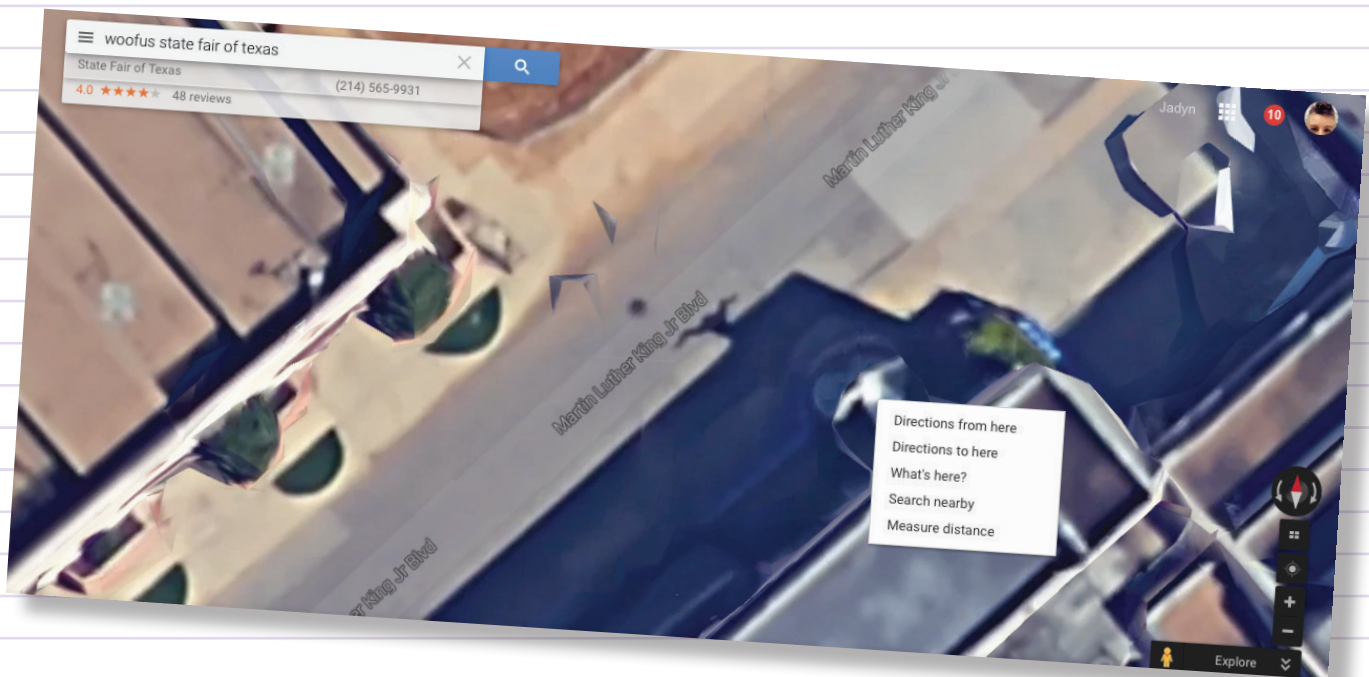 woofus state fair of texas
State Fair of Texas
(214) 565-9931
4.0 48 reviews
Jadyn
10
Martin Luther King Jr Blvd
Martin Luther King Jr Blvd
King Jr Blvd
Directions from here
Directions to here
What's here?
Search nearby
Measure distance
Explore